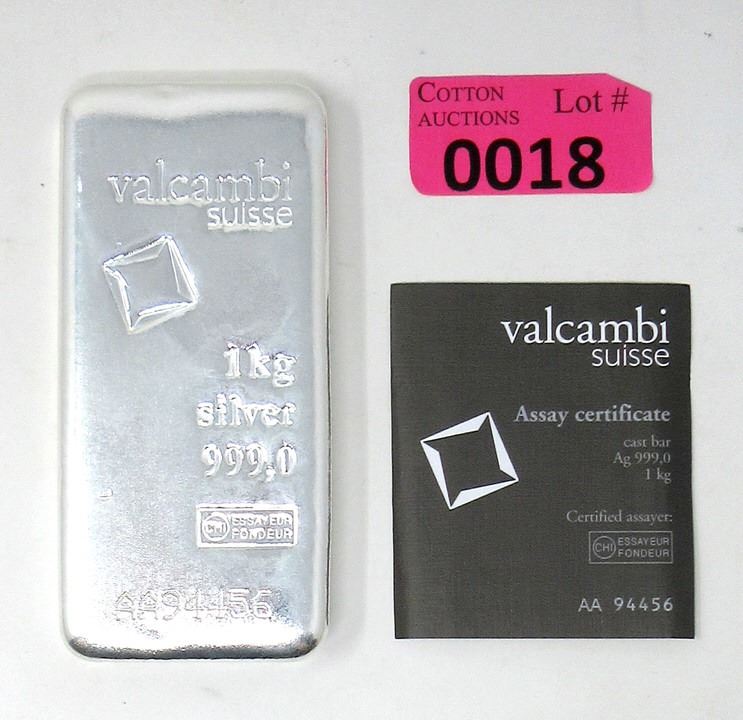 valcambi
suisse
1kg
silver
999,0
CHI ESSAYEUR
FONDEUR
AA94456
COTTON
AUCTIONS
Lot #
0018
valcambi
suisse
Assay certificate
cast bar
Ag 999,0
1 kg
Certified assayer:
CHI ESSAYEUR
FONDEUR
AA 94456